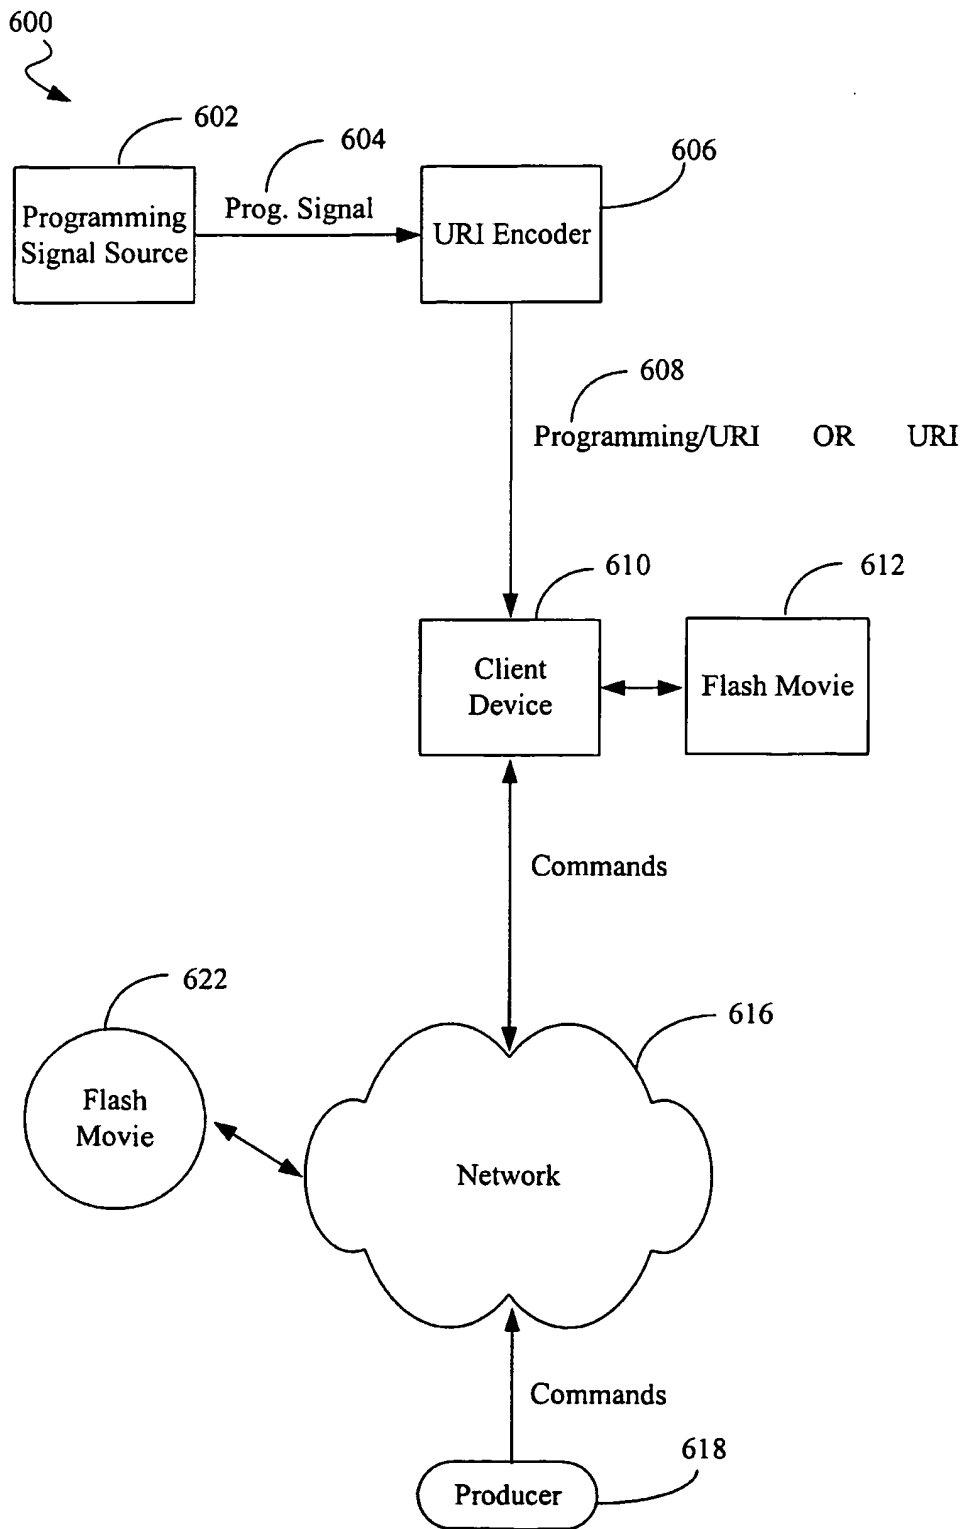 600
602
604
606
Programming
Signal Source
Prog. Signal
URI Encoder
608
Programming/URI OR URI
610
612
Client
Device
Flash Movie
Commands
622
616
Flash
Movie
Network
Commands
618
Producer